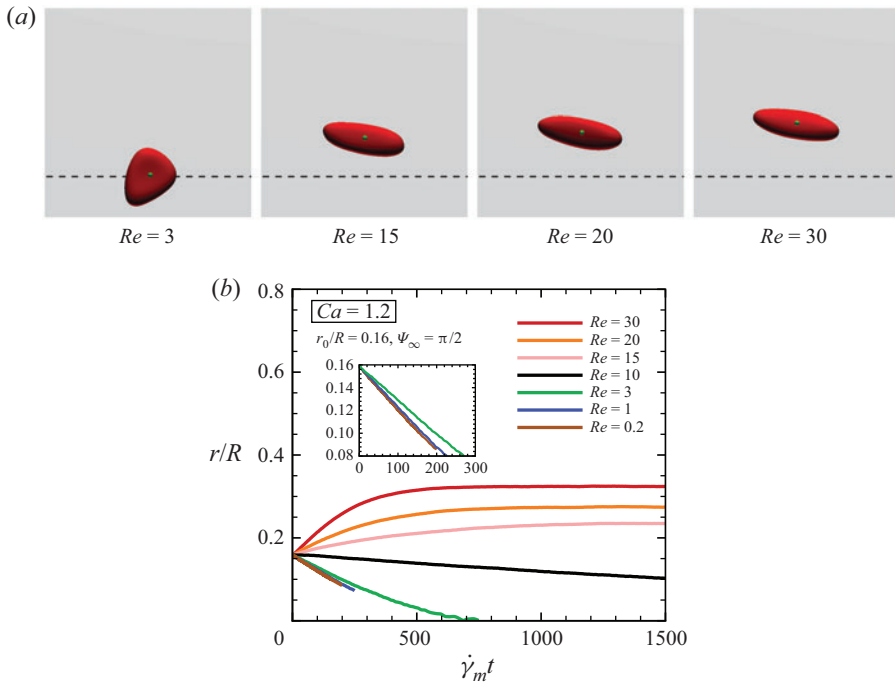 (a)
Re = 3
Re = 15
Re = 20
Re = 30
(b)
0.8
0.6
0.4
0.2
0
500
1000
1500
r/R
γ̇ₘt
Ca = 1.2
r₀/R = 0.16, Ψ∞ = π/2
0.16
0.14
0.12
0.10
0.08
0
100
200
300
Re = 30
Re = 20
Re = 15
Re = 10
Re = 3
Re = 1
Re = 0.2